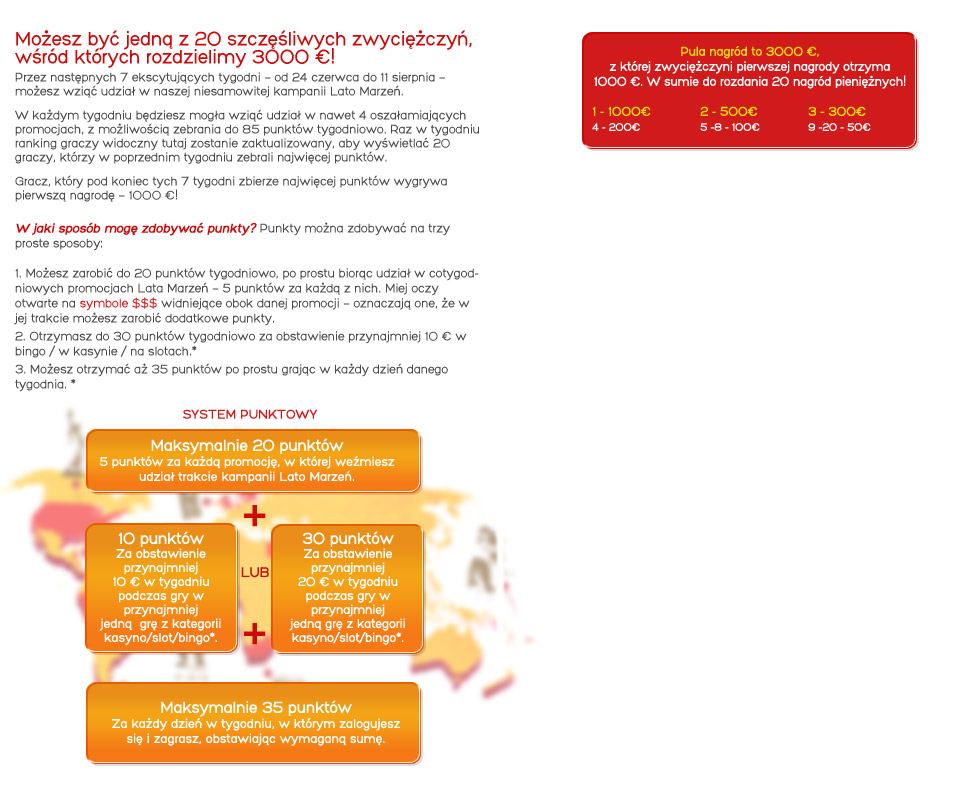 Możesz być jedną z 20 szczęśliwych zwyciężczyń,
wśród których rozdzielimy 3000 €!
Przez następnych 7 ekscytujących tygodni – od 24 czerwca do 11 sierpnia –
możesz wziąć udział w naszej niesamowitej kampanii Lato Marzeń.
W każdym tygodniu będziesz mogła wziąć udział w nawet 4 oszałamiających
promocjach, z możliwością zebrania do 85 punktów tygodniowo. Raz w tygodniu
ranking graczy widoczny tutaj zostanie zaktualizowany, aby wyświetlać 20
graczy, którzy w poprzednim tygodniu zebrali najwięcej punktów.
Gracz, który pod koniec tych 7 tygodni zbierze najwięcej punktów wygrywa
pierwszą nagrodę – 1000 €!
W jaki sposób mogę zdobywać punkty? Punkty można zdobywać na trzy
proste sposoby:
1. Możesz zarobić do 20 punktów tygodniowo, po prostu biorąc udział w cotygod-
niowych promocjach Lata Marzeń – 5 punktów za każdą z nich. Miej oczy
otwarte na symbole $$$ widniejące obok danej promocji – oznaczają one, że w
jej trakcie możesz zarobić dodatkowe punkty.
2. Otrzymasz do 30 punktów tygodniowo za obstawienie przynajmniej 10 € w
bingo / w kasynie / na slotach.*
3. Możesz otrzymać aż 35 punktów po prostu grając w każdy dzień danego
tygodnia. *
SYSTEM PUNKTOWY
Maksymalnie 20 punktów
5 punktów za każdą promocję, w której weźmiesz
udział trakcie kampanii Lato Marzeń.
+
10 punktów
Za obstawienie
przynajmniej
10 € w tygodniu
podczas gry w
przynajmniej
jedną grę z kategorii
kasyno/slot/bingo*.
LUB
30 punktów
Za obstawienie
przynajmniej
20 € w tygodniu
podczas gry w
przynajmniej
jedną grę z kategorii
kasyno/slot/bingo*.
+
Maksymalnie 35 punktów
Za każdy dzień w tygodniu, w którym zalogujesz
się i zagrasz, obstawiając wymaganą sumę.
Pula nagród to 3000 €,
z której zwyciężczyni pierwszej nagrody otrzyma
1000 €. W sumie do rozdania 20 nagród pieniężnych!
1 - 1000€ 2 - 500€ 3 - 300€
4 - 200€ 5 -8 - 100€ 9 -20 - 50€